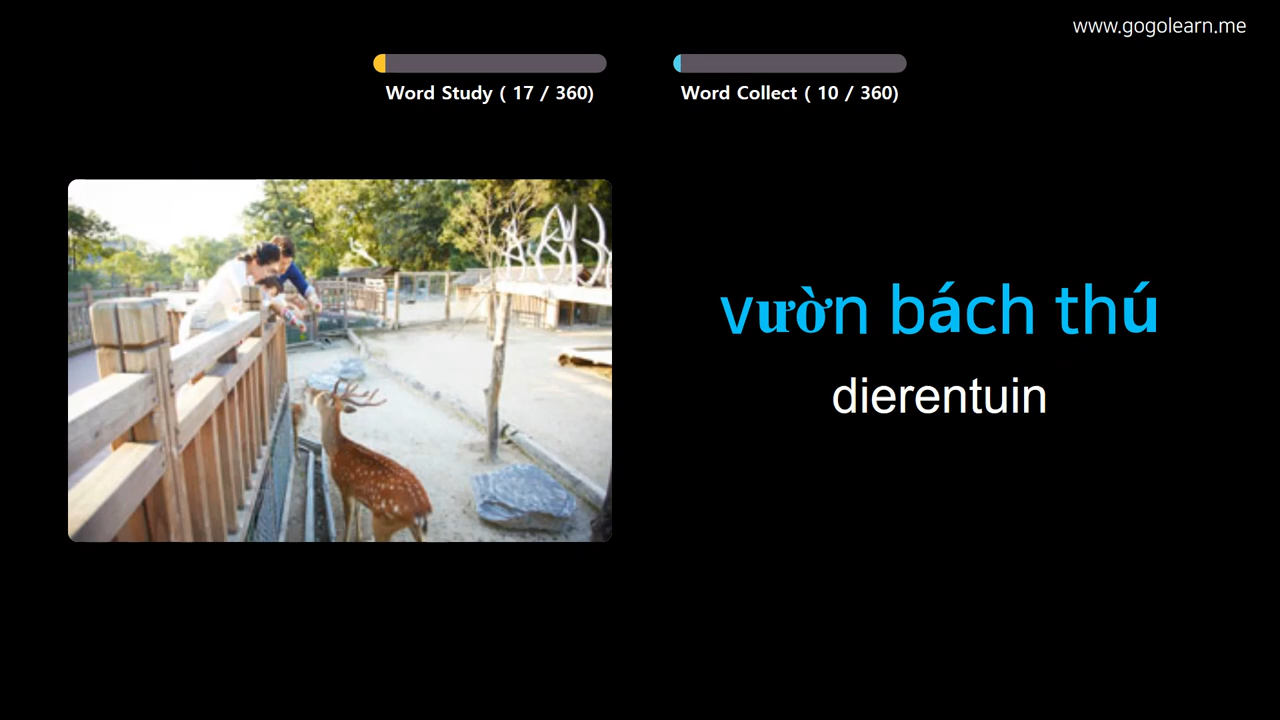 www.gogolearn.me
Word Study ( 17 / 360)
Word Collect ( 10 / 360)
vườn bách thú
dierentuin